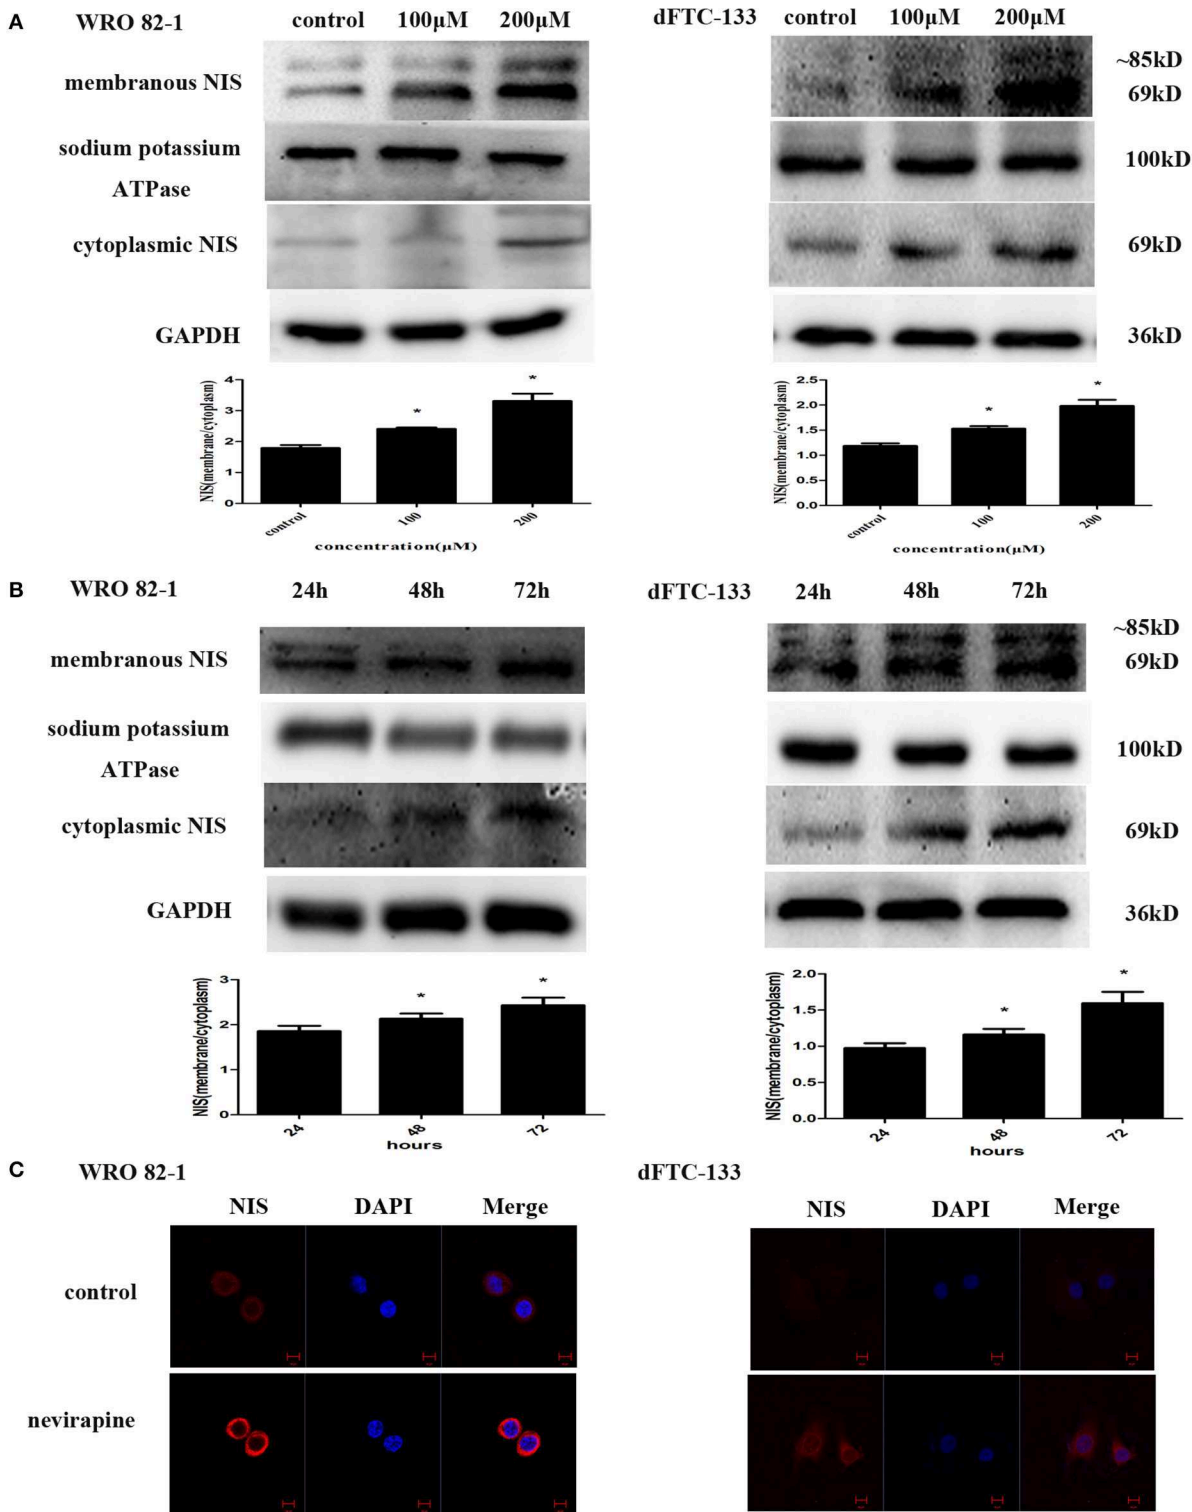 A WRO 82-1 control 100μM 200μM dFTC-133 control 100μM 200μM
~85kD
membranous NIS 69kD
sodium potassium
ATPase 100kD
cytoplasmic NIS 69kD
GAPDH 36kD
NIS(membrane/cytoplasm)
4
3
2
1
0
* *
control 100 200
concentration(μM)
NIS(membrane/cytoplasm)
2.5
2.0
1.5
1.0
0.5
0.0
* *
control 100 200
concentration(μM)
B WRO 82-1 24h 48h 72h dFTC-133 24h 48h 72h
~85kD
membranous NIS 69kD
sodium potassium
ATPase 100kD
cytoplasmic NIS 69kD
GAPDH 36kD
NIS(membrane/cytoplasm)
3
2
1
0
* *
24 48 72
hours
NIS(membrane/cytoplasm)
2.0
1.5
1.0
0.5
0.0
* *
24 48 72
hours
C WRO 82-1 dFTC-133
NIS DAPI Merge NIS DAPI Merge
control
nevirapine